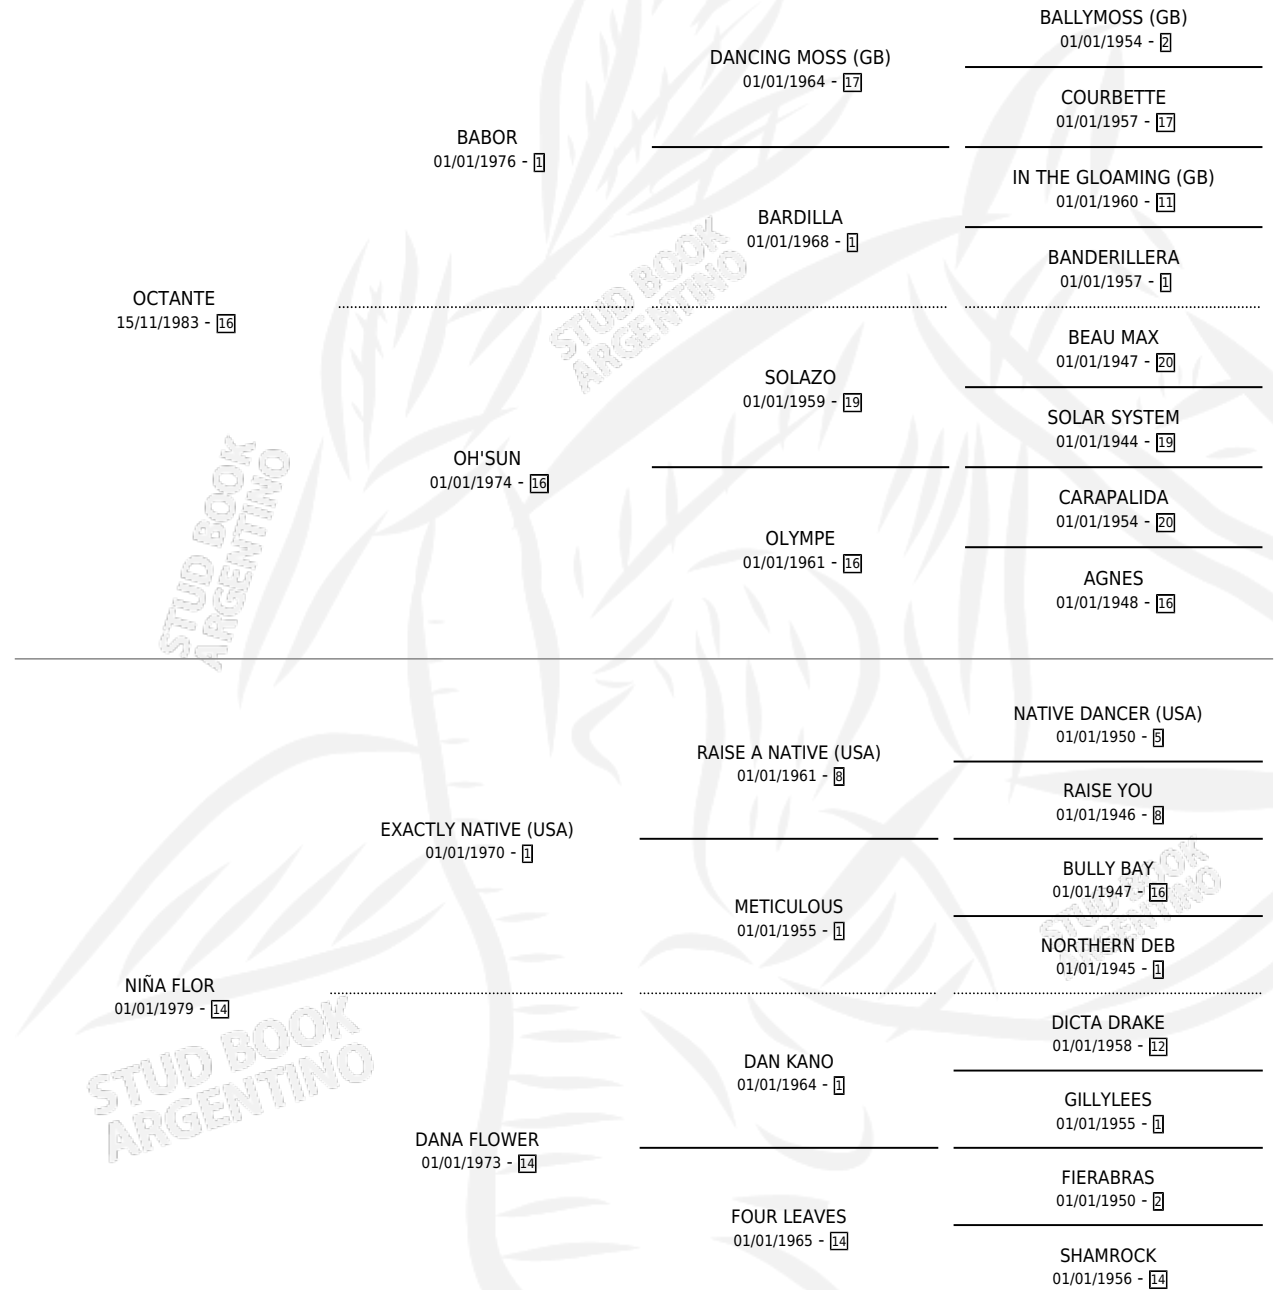 BALLYMOSS (GB)
01/01/1954 - 2
DANCING MOSS (GB)
01/01/1964 - 17
COURBETTE
01/01/1957 - 17
BABOR
01/01/1976 - 1
IN THE GLOAMING (GB)
01/01/1960 - 11
BARDILLA
01/01/1968 - 1
BANDERILLERA
01/01/1957 - 1
OCTANTE
15/11/1983 - 16
BEAU MAX
01/01/1947 - 20
SOLAZO
01/01/1959 - 19
SOLAR SYSTEM
01/01/1944 - 19
OH'SUN
01/01/1974 - 16
CARAPALIDA
01/01/1954 - 20
OLYMPE
01/01/1961 - 16
AGNES
01/01/1948 - 16
STUD BOOK
ARGENTINO
STUD BOOK
ARGENTINO
NATIVE DANCER (USA)
01/01/1950 - 5
RAISE A NATIVE (USA)
01/01/1961 - 8
RAISE YOU
01/01/1946 - 8
EXACTLY NATIVE (USA)
01/01/1970 - 1
BULLY BAY
01/01/1947 - 16
METICULOUS
01/01/1955 - 1
NORTHERN DEB
01/01/1945 - 1
NIÑA FLOR
01/01/1979 - 14
DICTA DRAKE
01/01/1958 - 12
DAN KANO
01/01/1964 - 1
GILLYLEES
01/01/1955 - 1
DANA FLOWER
01/01/1973 - 14
FIERABRAS
01/01/1950 - 2
FOUR LEAVES
01/01/1965 - 14
SHAMROCK
01/01/1956 - 14
STUD BOOK
ARGENTINO
STUD BOOK
ARGENTINO